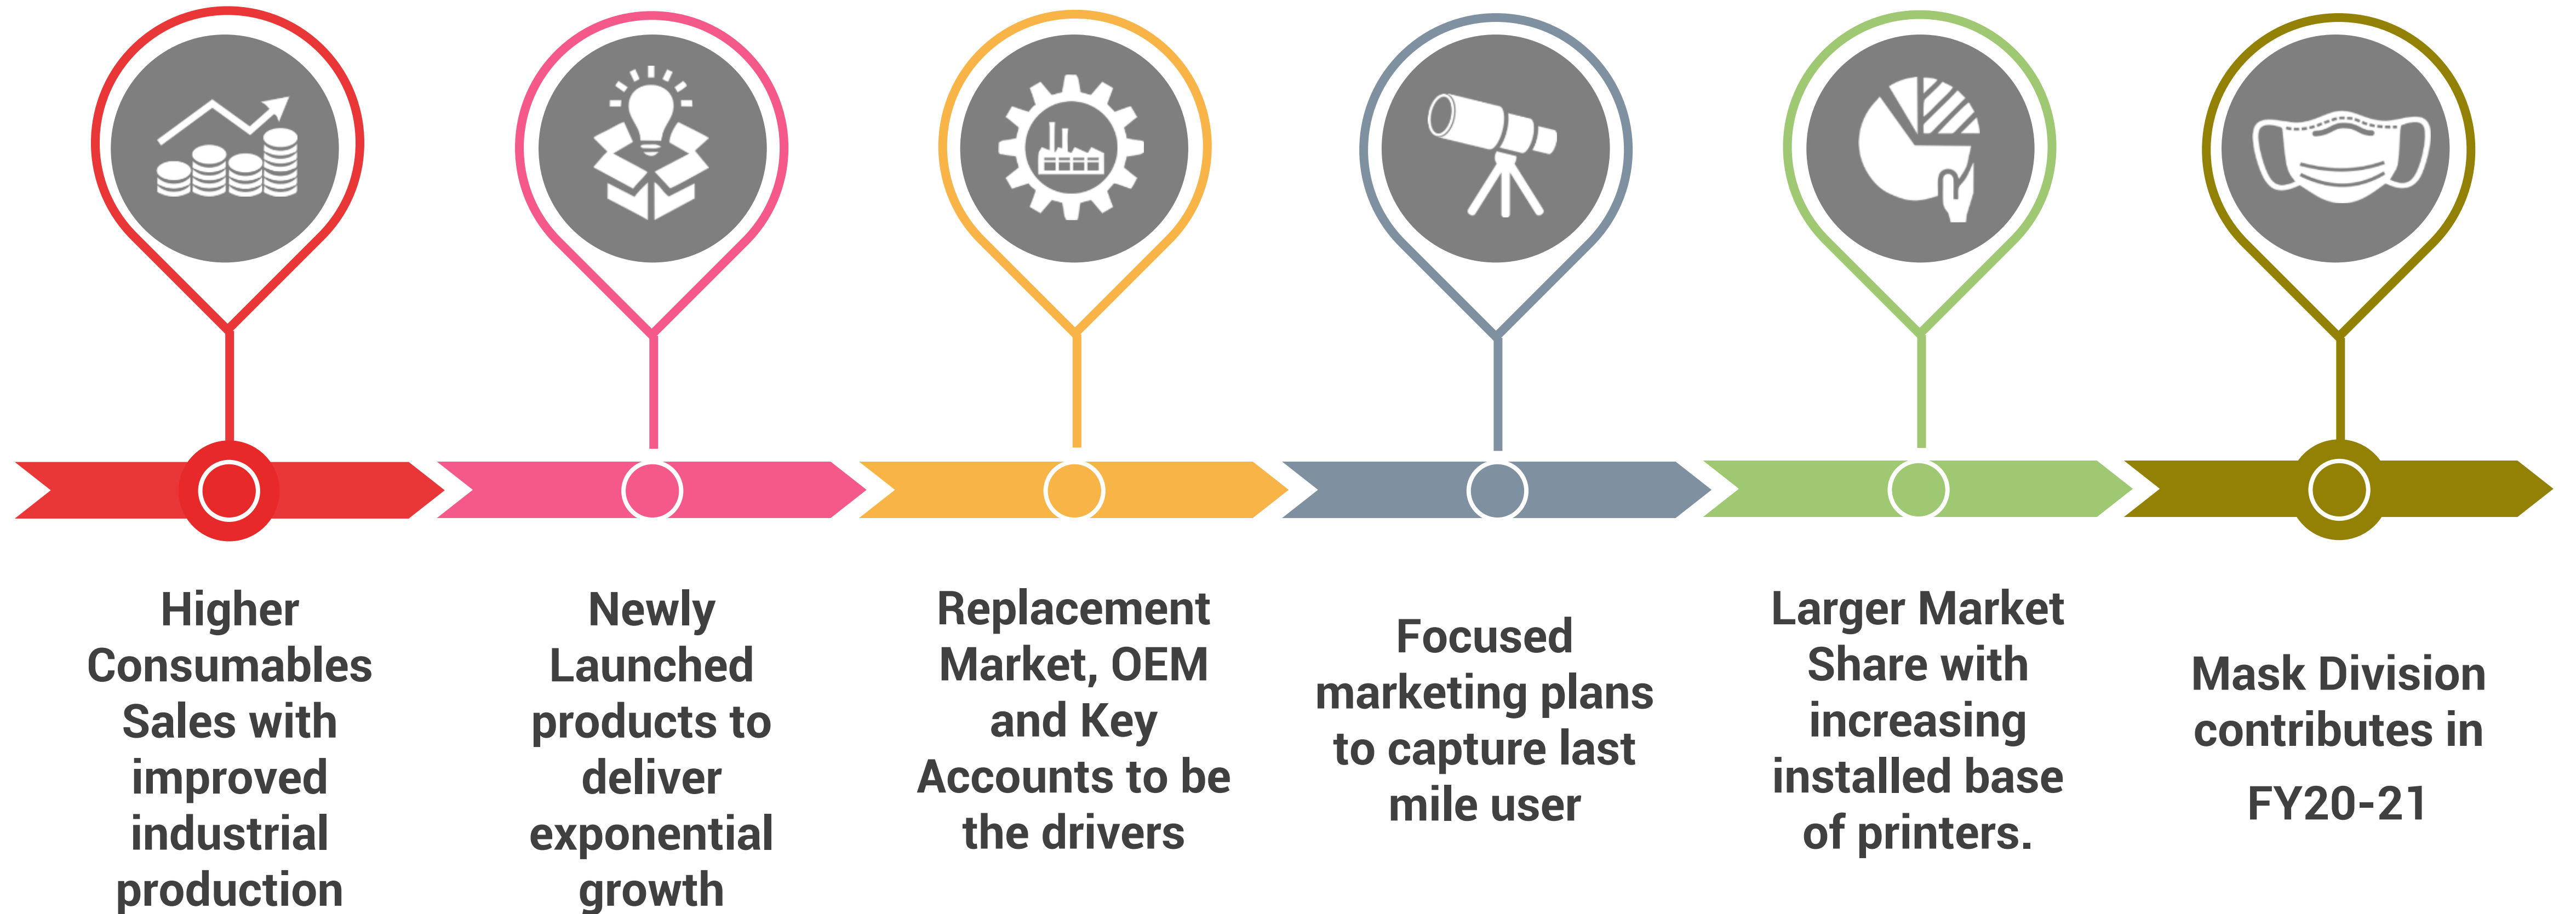 Higher
Consumables
Sales with
improved
industrial
production
Newly
Launched
products to
deliver
exponential
growth
Replacement
Market, OEM
and Key
Accounts to be
the drivers
Focused
marketing plans
to capture last
mile user
Larger Market
Share with
increasing
installed base
of printers.
Mask Division
contributes in
FY20-21